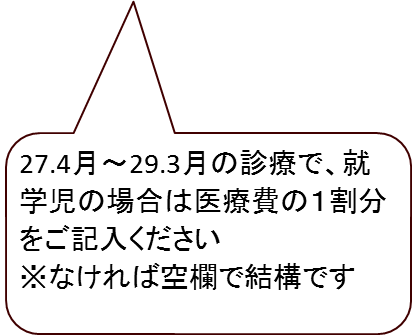 27.4月～29.3月の診療で、就
学児の場合は医療費の１割分
をご記入ください
※なければ空欄で結構です